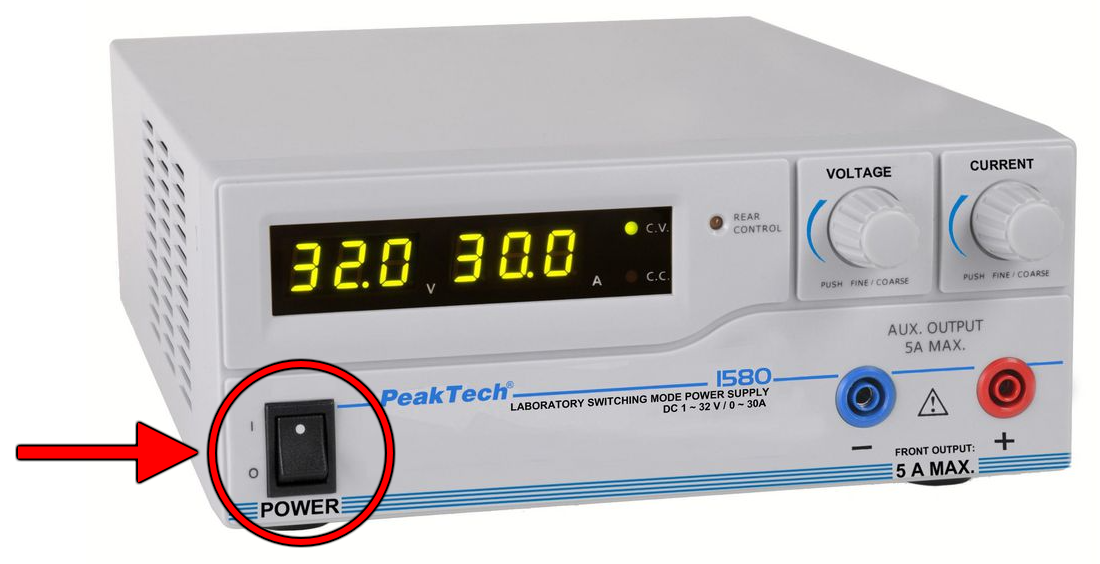 VOLTAGE
CURRENT
REAR
CONTROL
C.V.
32.0 V 30.0 A
C.C.
PUSH FINE / COARSE
PUSH FINE / COARSE
AUX. OUTPUT
5A MAX.
PeakTech®
1580
LABORATORY SWITCHING MODE POWER SUPPLY
DC 1 ~ 32 V / 0 ~ 30A
I
O
POWER
− +
FRONT OUTPUT:
5 A MAX.